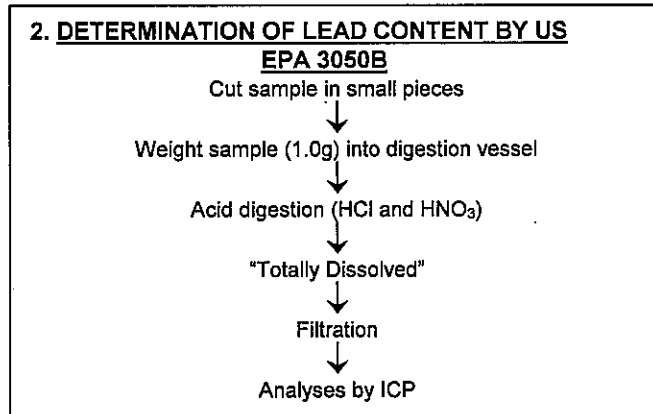 2. DETERMINATION OF LEAD CONTENT BY US
EPA 3050B
Cut sample in small pieces
Weight sample (1.0g) into digestion vessel
Acid digestion (HCl and HNO₃)
"Totally Dissolved"
Filtration
Analyses by ICP